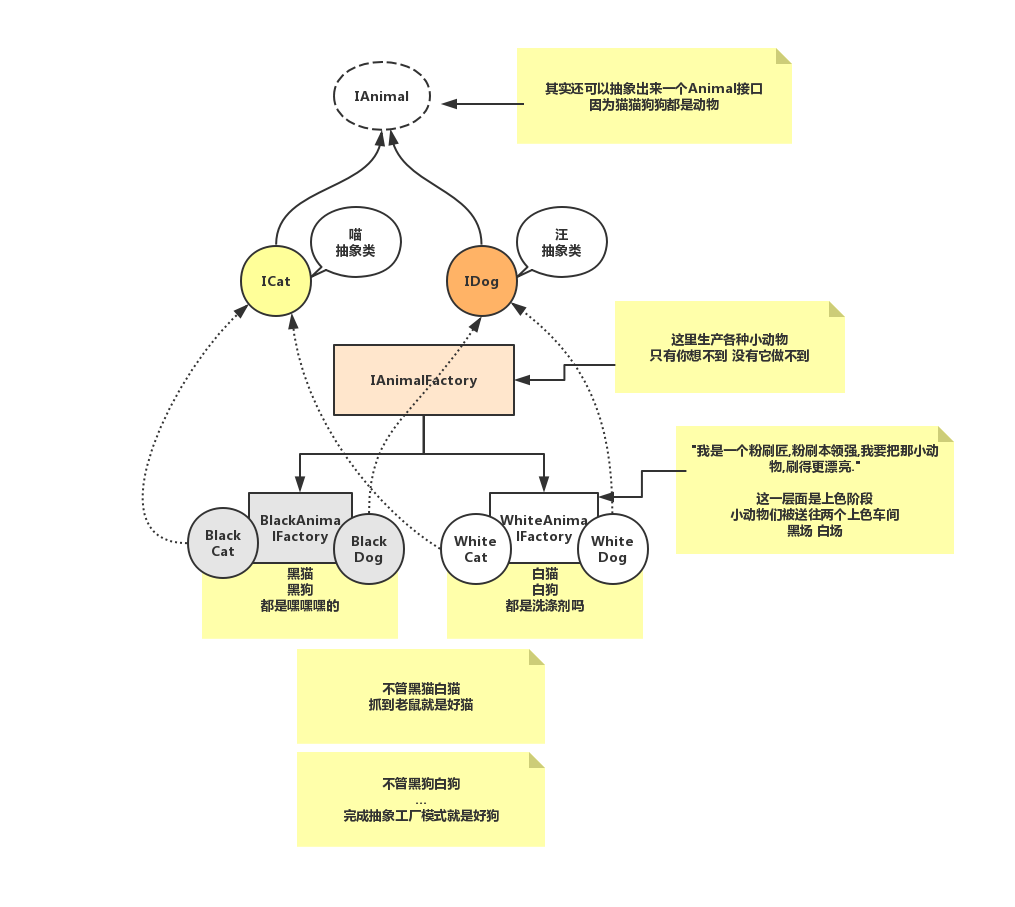 其实还可以抽象出来一个Animal接口
因为猫猫狗狗都是动物
IAnimal
喵
抽象类
汪
抽象类
ICat
IDog
这里生产各种小动物
只有你想不到 没有它做不到
IAnimalFactory
"我是一个粉刷匠,粉刷本领强,我要把那小动
物,刷得更漂亮."
这一层面是上色阶段
小动物们被送往两个上色车间
黑场 白场
Black
Cat
BlackAnima
lFactory
Black
Dog
White
Cat
WhiteAnima
lFactory
White
Dog
黑猫
黑狗
都是嘿嘿嘿的
白猫
白狗
都是洗涤剂吗
不管黑猫白猫
抓到老鼠就是好猫
不管黑狗白狗
...
完成抽象工厂模式就是好狗